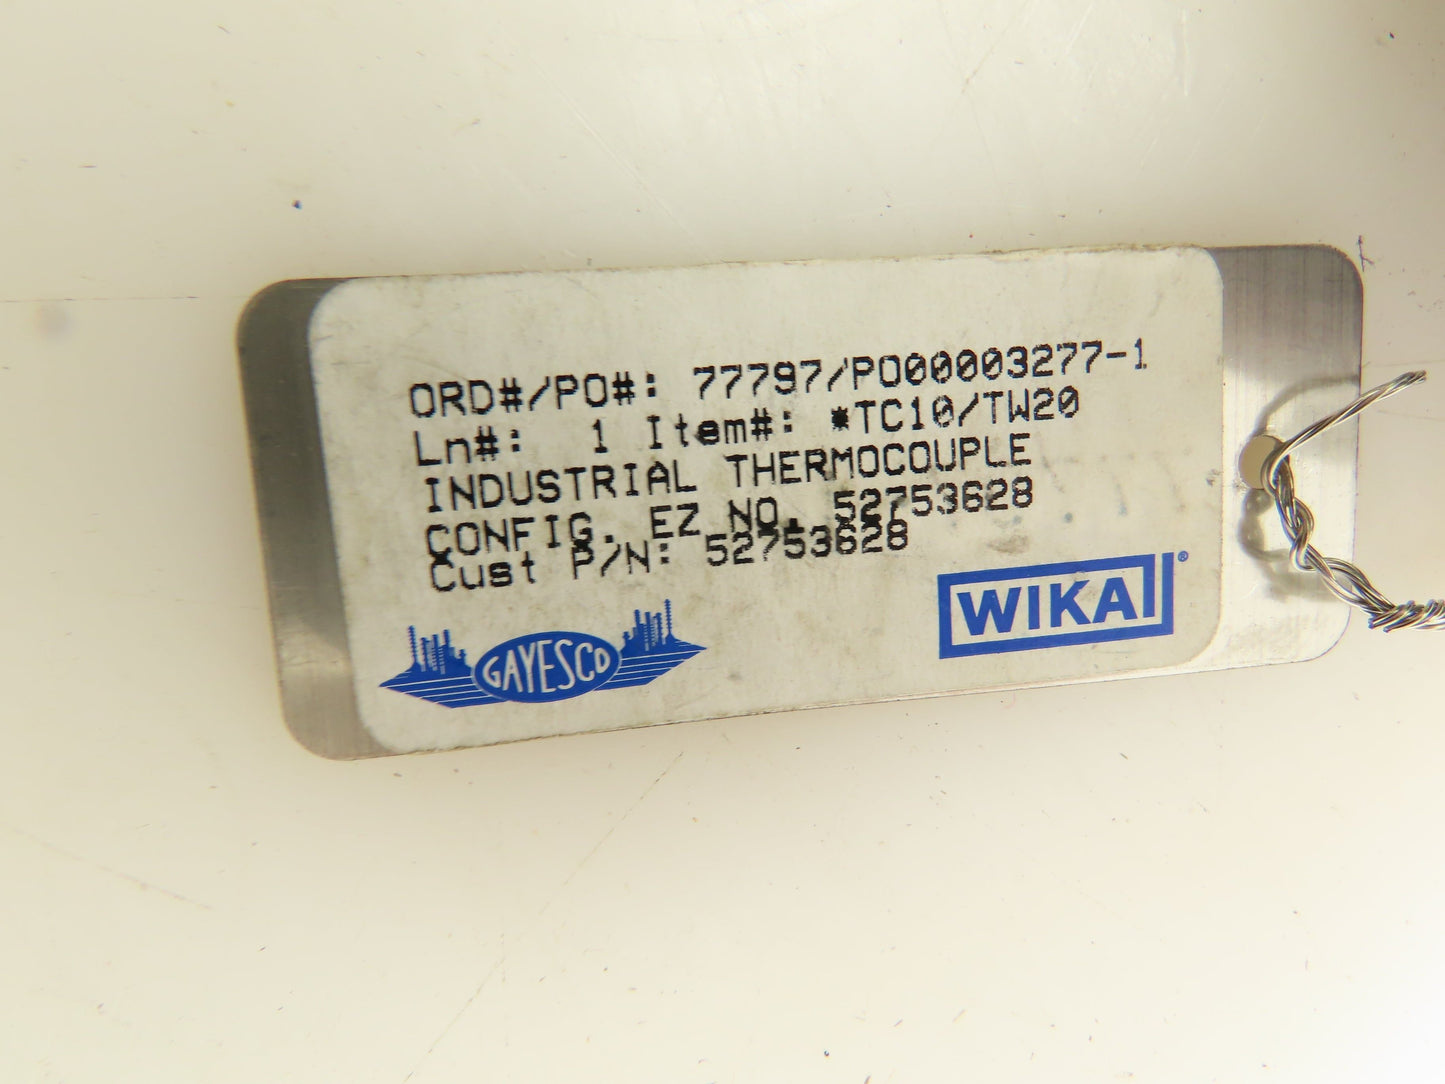 ORD#/PO#: 77797/PO00003277-1
Ln#: 1 Item#: *TC10/TW20
INDUSTRIAL THERMOCOUPLE
CONFIG. EZ NO. 52753628
Cust P/N: 52753628
GAYESCO
WIKA®